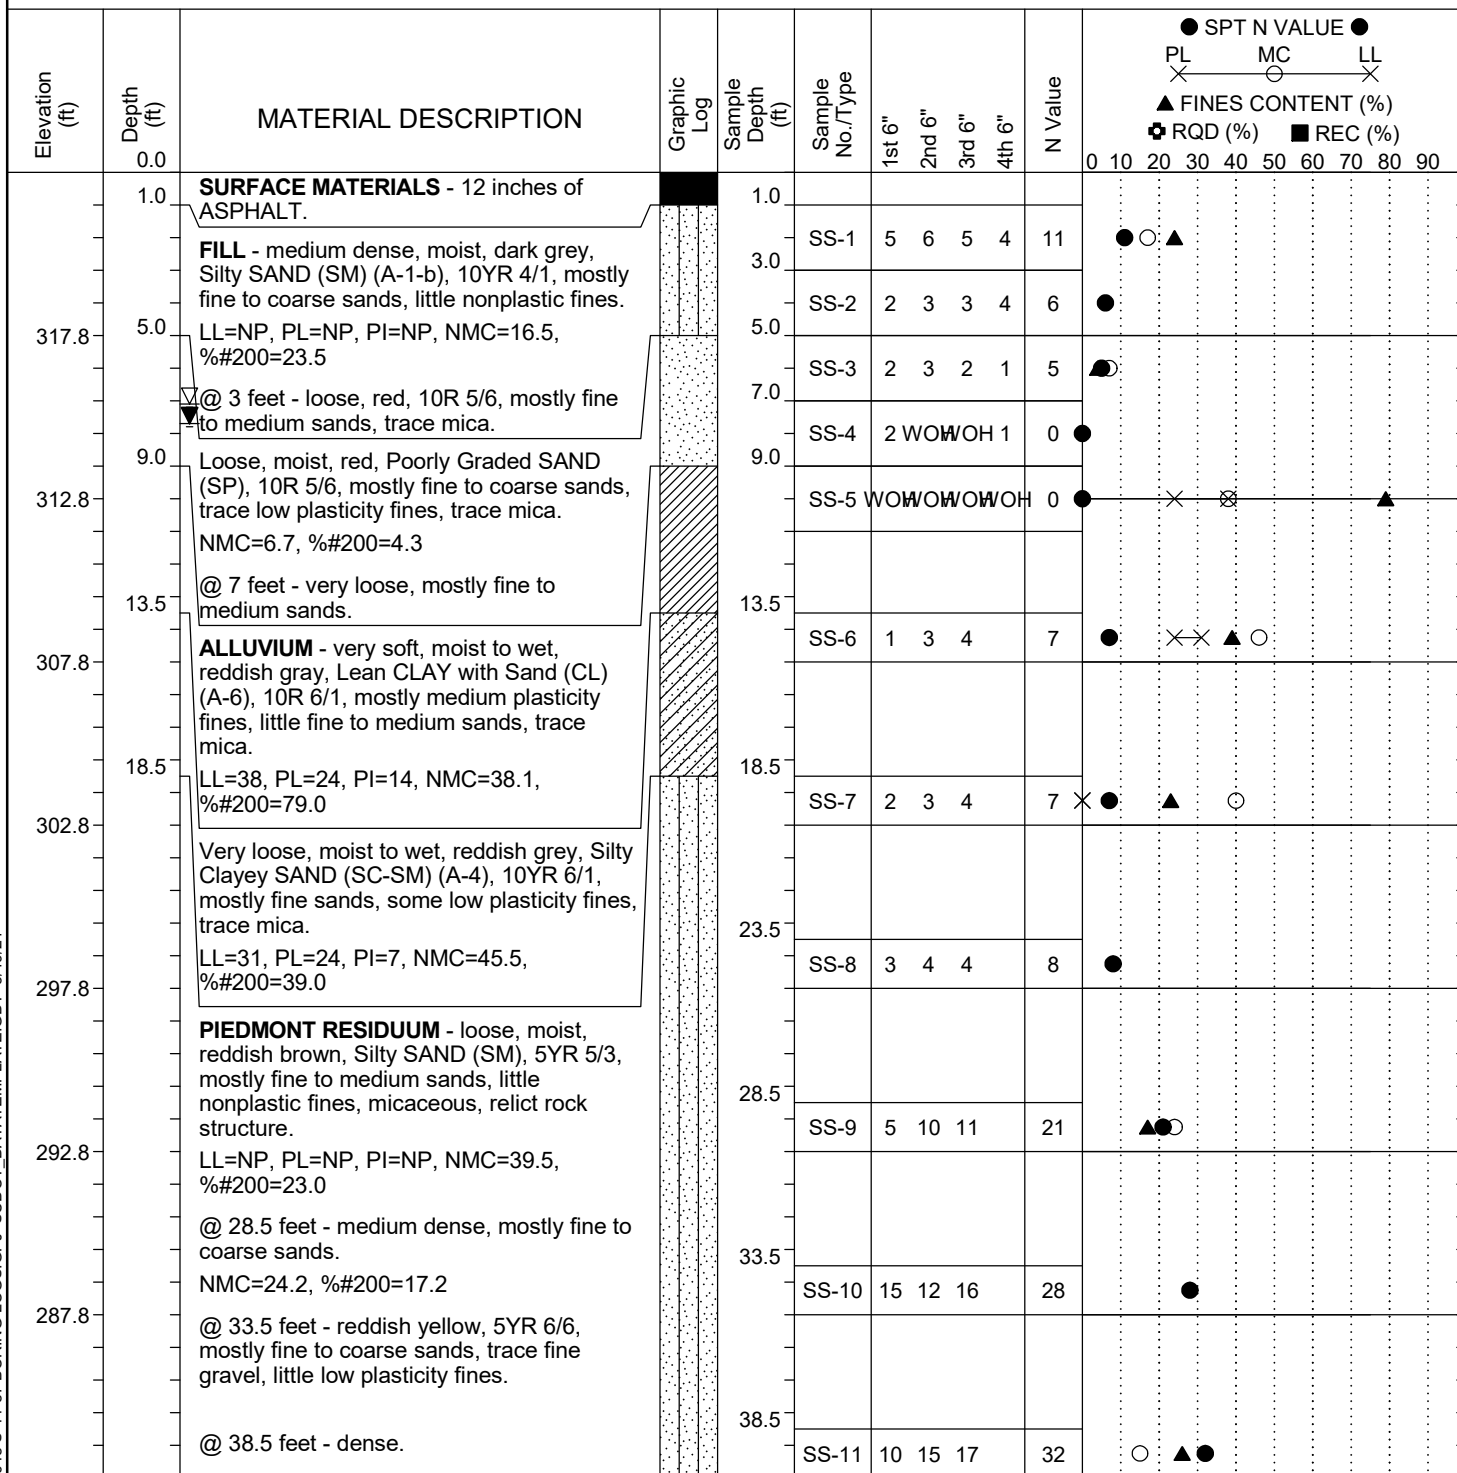 SPT N VALUE
PL MC LL
FINES CONTENT (%)
RQD (%) REC (%)
0 10 20 30 40 50 60 70 80 90
Elevation (ft)
Depth (ft)
0.0
MATERIAL DESCRIPTION
Graphic Log
Sample Depth (ft)
Sample No./Type
1st 6"
2nd 6"
3rd 6"
4th 6"
N Value
SURFACE MATERIALS - 12 inches of
ASPHALT.
FILL - medium dense, moist, dark grey,
Silty SAND (SM) (A-1-b), 10YR 4/1, mostly
fine to coarse sands, little nonplastic fines.
LL=NP, PL=NP, PI=NP, NMC=16.5,
%#200=23.5
@ 3 feet - loose, red, 10R 5/6, mostly fine
to medium sands, trace mica.
Loose, moist, red, Poorly Graded SAND
(SP), 10R 5/6, mostly fine to coarse sands,
trace low plasticity fines, trace mica.
NMC=6.7, %#200=4.3
@ 7 feet - very loose, mostly fine to
medium sands.
ALLUVIUM - very soft, moist to wet,
reddish gray, Lean CLAY with Sand (CL)
(A-6), 10R 6/1, mostly medium plasticity
fines, little fine to medium sands, trace
mica.
LL=38, PL=24, PI=14, NMC=38.1,
%#200=79.0
Very loose, moist to wet, reddish grey, Silty
Clayey SAND (SC-SM) (A-4), 10YR 6/1,
mostly fine sands, some low plasticity fines,
trace mica.
LL=31, PL=24, PI=7, NMC=45.5,
%#200=39.0
PIEDMONT RESIDUUM - loose, moist,
reddish brown, Silty SAND (SM), 5YR 5/3,
mostly fine to medium sands, little
nonplastic fines, micaceous, relict rock
structure.
LL=NP, PL=NP, PI=NP, NMC=39.5,
%#200=23.0
@ 28.5 feet - medium dense, mostly fine to
coarse sands.
NMC=24.2, %#200=17.2
@ 33.5 feet - reddish yellow, 5YR 6/6,
mostly fine to coarse sands, trace fine
gravel, little low plasticity fines.
@ 38.5 feet - dense.
317.8
312.8
307.8
302.8
297.8
292.8
287.8
1.0
5.0
9.0
13.5
18.5
1.0
3.0
5.0
7.0
9.0
13.5
18.5
23.5
28.5
33.5
38.5
SS-1 5 6 5 4 11
SS-2 2 3 3 4 6
SS-3 2 3 2 1 5
SS-4 2 WOH WOH 1 0
SS-5 WOH WOH WOH WOH 0
SS-6 1 3 4 7
SS-7 2 3 4 7
SS-8 3 4 4 8
SS-9 5 10 11 21
SS-10 15 12 16 28
SS-11 10 15 17 32